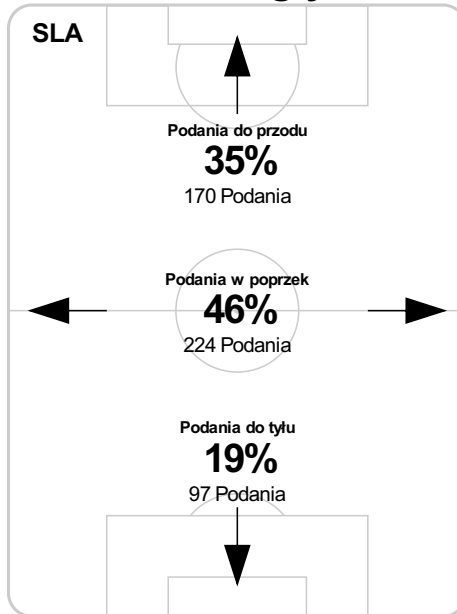 SLA
Podania do przodu
35%
170 Podania
Podania w poprzek
46%
224 Podania
Podania do tyłu
19%
97 Podania